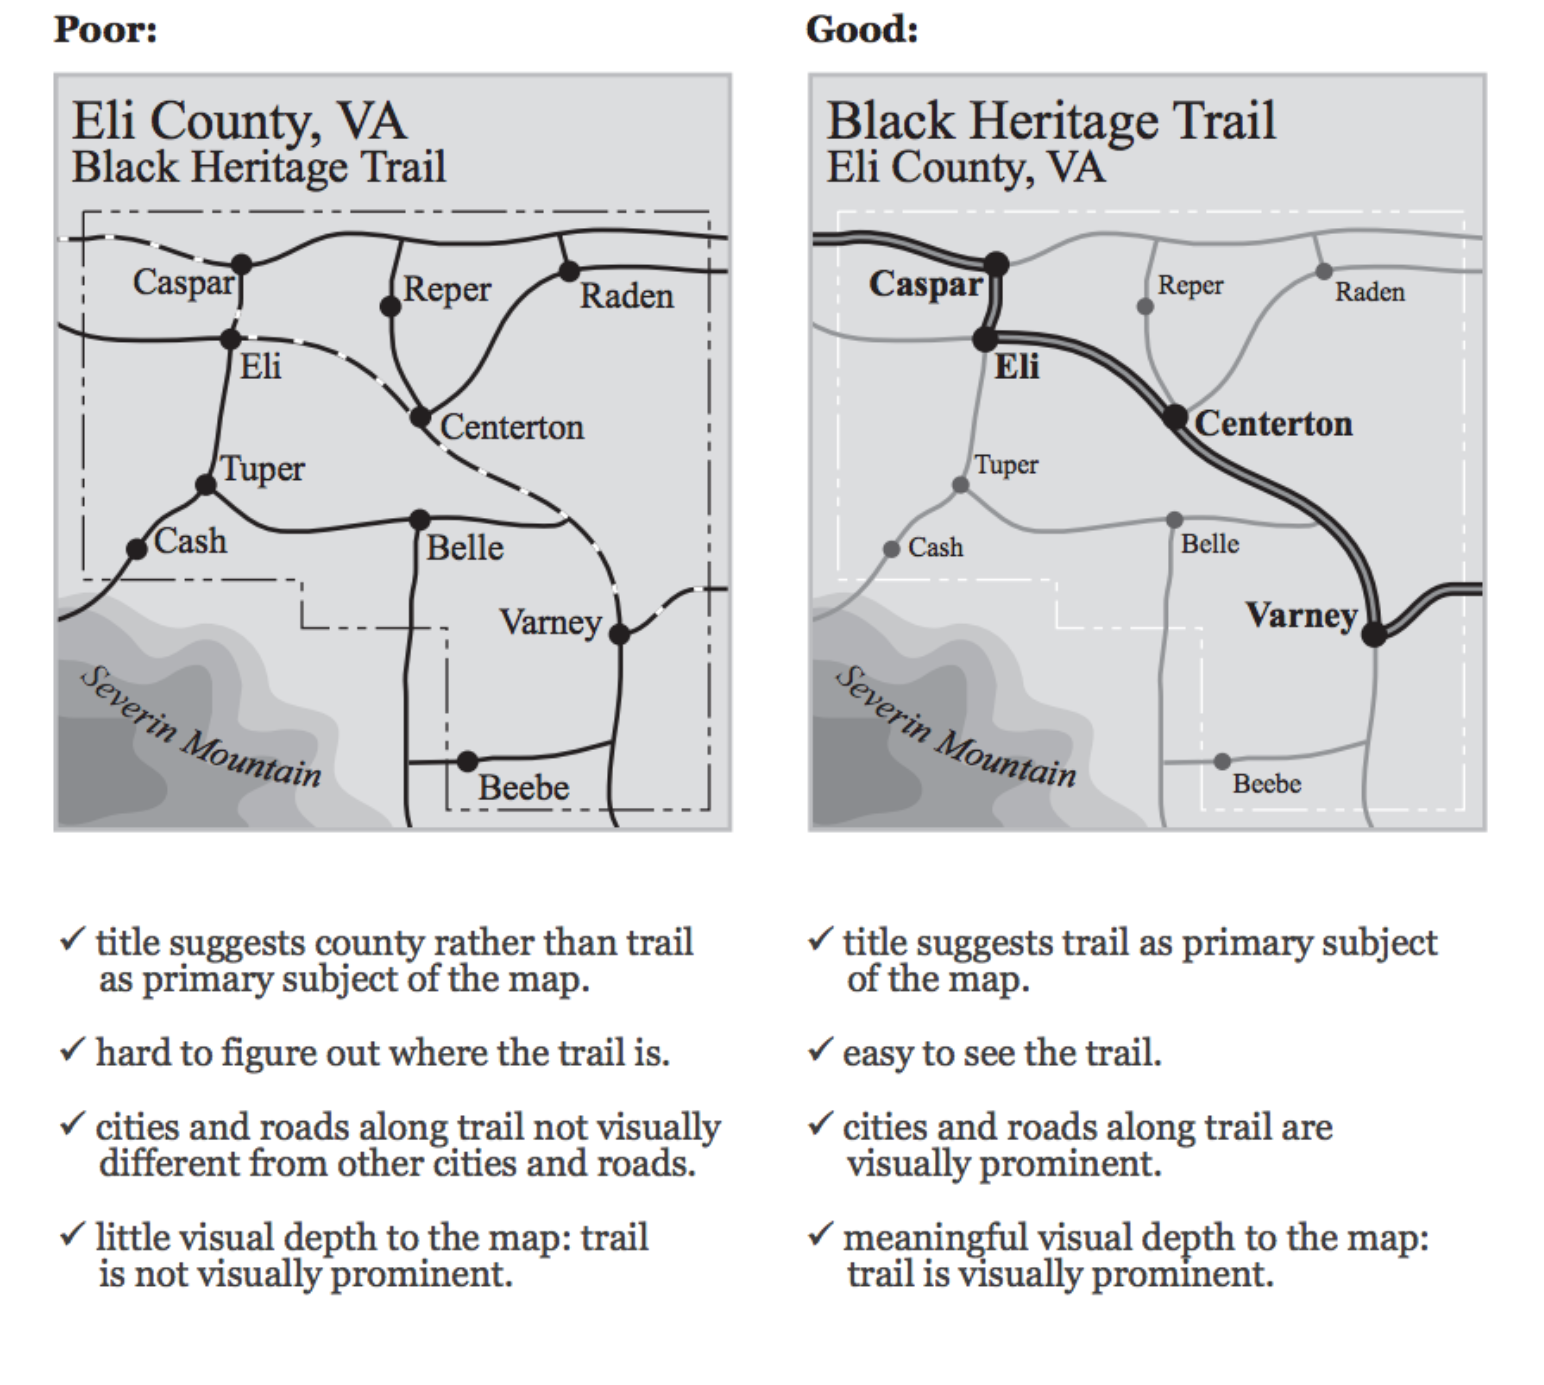 Poor:
Eli County, VA
Black Heritage Trail
Caspar
Reper
Raden
Eli
Centerton
Tuper
Cash
Belle
Varney
Severin Mountain
Beebe
✓ title suggests county rather than trail
as primary subject of the map.
✓ hard to figure out where the trail is.
✓ cities and roads along trail not visually
different from other cities and roads.
✓ little visual depth to the map: trail
is not visually prominent.
Good:
Black Heritage Trail
Eli County, VA
Caspar
Reper
Raden
Eli
Centerton
Tuper
Cash
Belle
Varney
Severin Mountain
Beebe
✓ title suggests trail as primary subject
of the map.
✓ easy to see the trail.
✓ cities and roads along trail are
visually prominent.
✓ meaningful visual depth to the map:
trail is visually prominent.